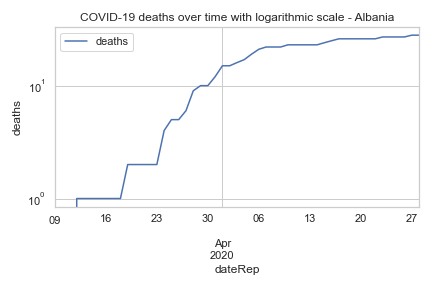 COVID-19 deaths over time with logarithmic scale - Albania
deaths
deaths
10¹
10⁰
09 16 23 30 06 13 20 27
Apr
2020
dateRep